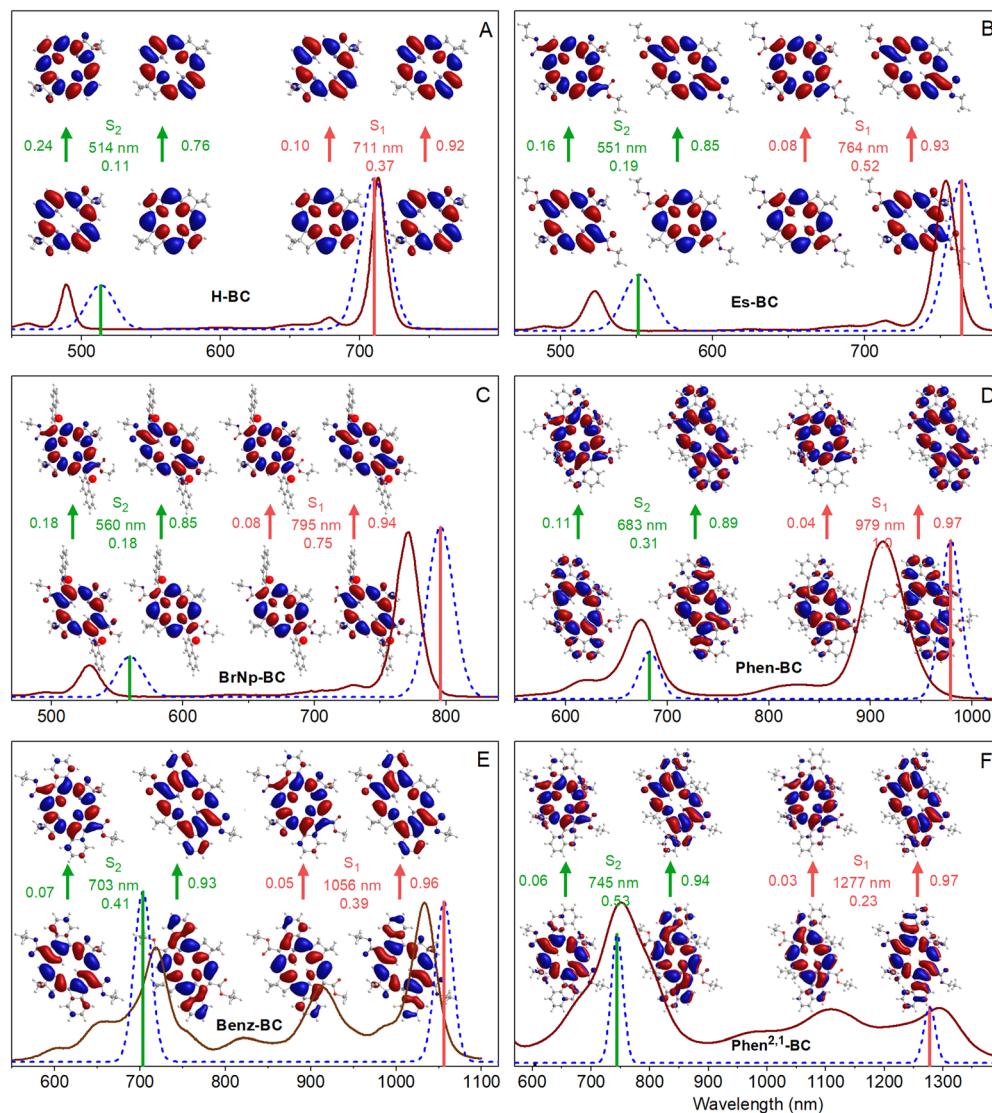 A
S2
S1
0.24
514 nm
0.76
0.10
711 nm
0.92
0.11
0.37
H-BC
500
600
700
B
S2
S1
0.16
551 nm
0.85
0.08
764 nm
0.93
0.19
0.52
Es-BC
500
600
700
C
S2
S1
0.18
560 nm
0.85
0.08
795 nm
0.94
0.18
0.75
BrNp-BC
500
600
700
800
D
S2
S1
0.11
683 nm
0.89
0.04
979 nm
0.97
0.31
1.0
Phen-BC
600
700
800
900
1000
E
S2
S1
0.07
703 nm
0.93
0.05
1056 nm
0.96
0.41
0.39
Benz-BC
600
700
800
900
1000
1100
F
S2
S1
0.06
745 nm
0.94
0.03
1277 nm
0.97
0.53
0.23
Phen2,1-BC
600
700
800
900
1000
1100
1200
1300
Wavelength (nm)